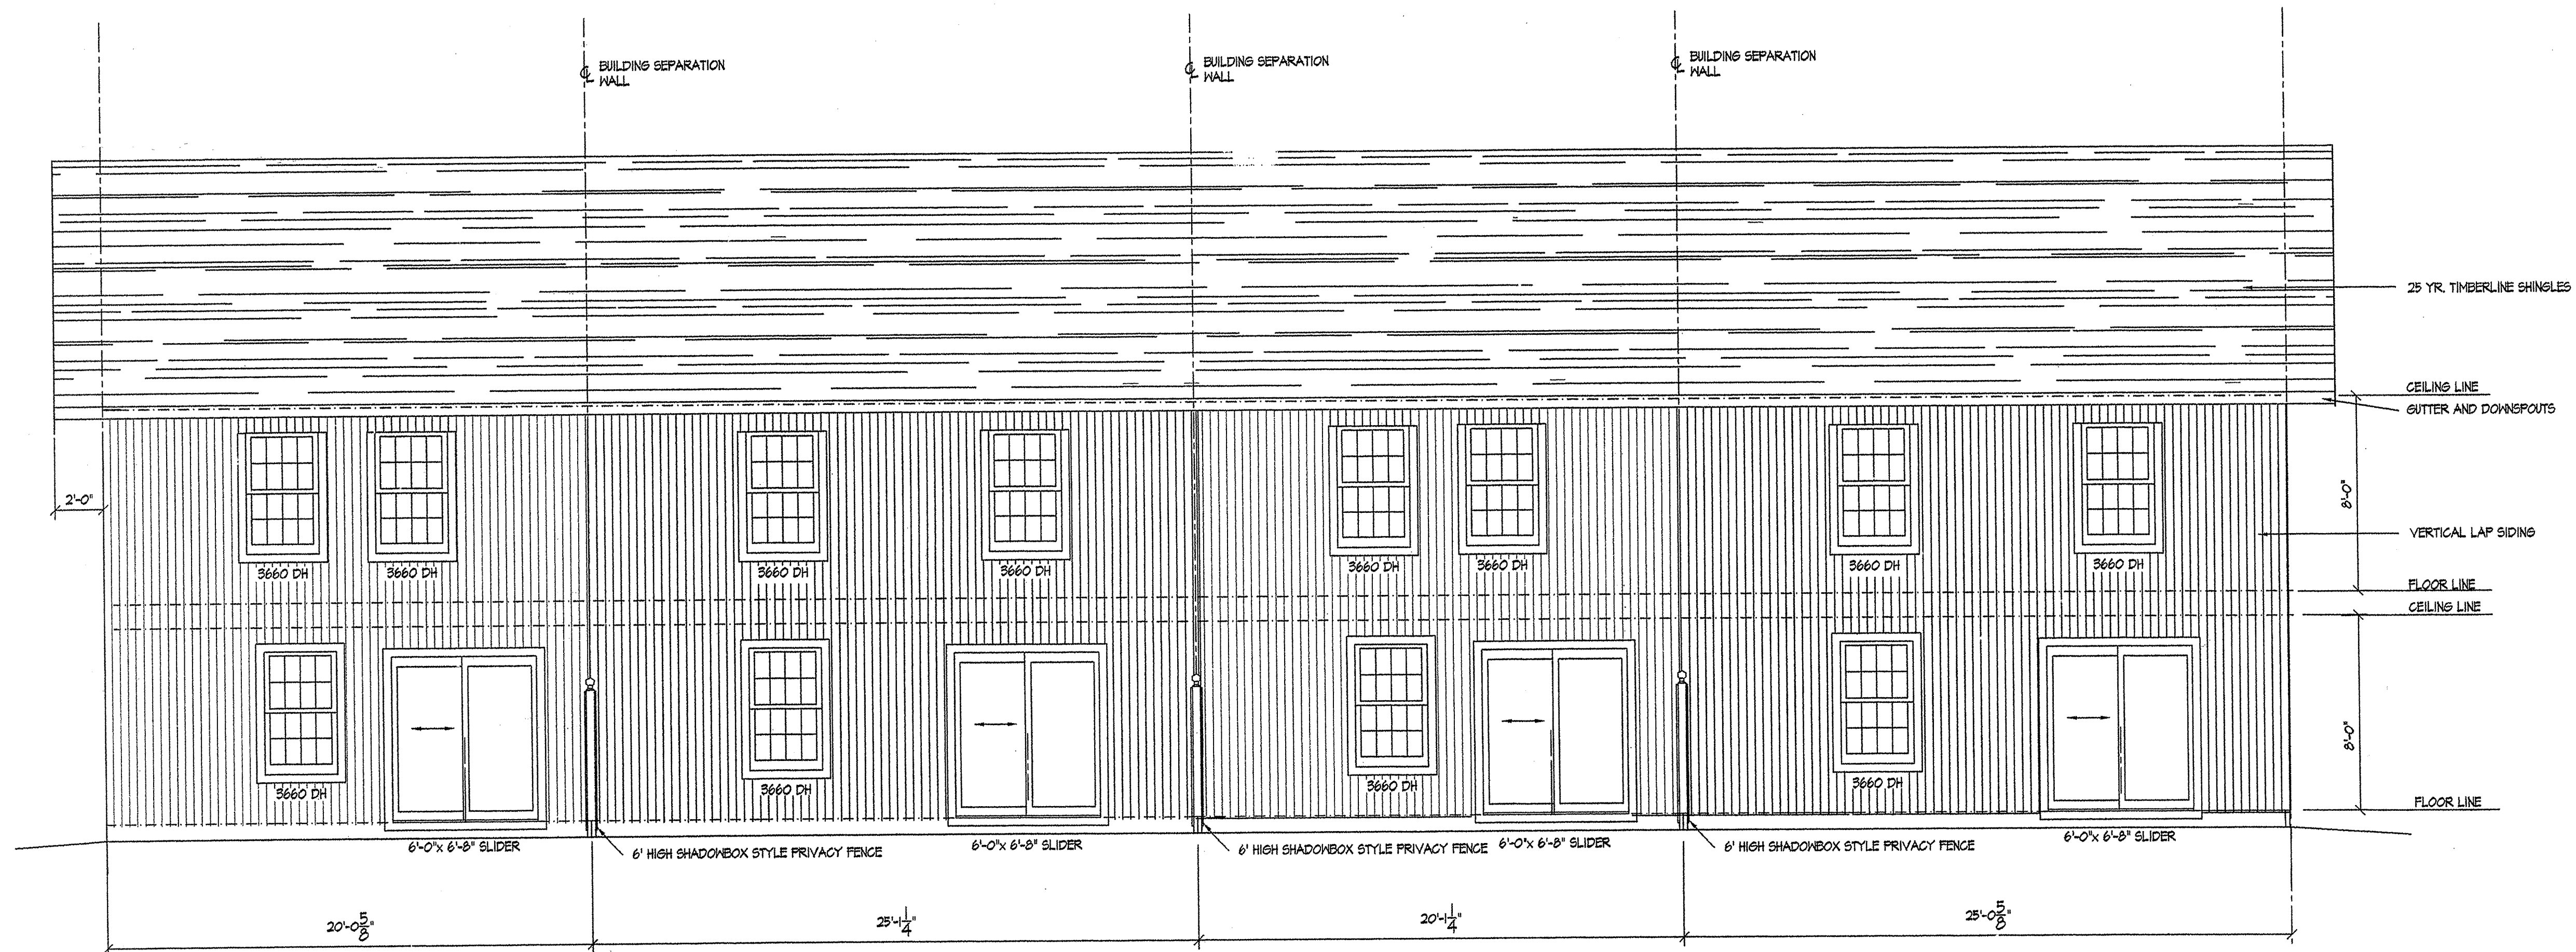 BUILDING SEPARATION
WALL
BUILDING SEPARATION
WALL
BUILDING SEPARATION
WALL
25 YR. TIMBERLINE SHINGLES
CEILING LINE
GUTTER AND DOWNSPOUTS
2'-0"
8'-0"
VERTICAL LAP SIDING
3660 DH
3660 DH
3660 DH
3660 DH
3660 DH
3660 DH
3660 DH
3660 DH
FLOOR LINE
CEILING LINE
8'-0"
3660 DH
3660 DH
3660 DH
3660 DH
FLOOR LINE
6'-0"x 6'-8" SLIDER
6' HIGH SHADOWBOX STYLE PRIVACY FENCE
6'-0"x 6'-8" SLIDER
6' HIGH SHADOWBOX STYLE PRIVACY FENCE
6'-0"x 6'-8" SLIDER
6' HIGH SHADOWBOX STYLE PRIVACY FENCE
6'-0"x 6'-8" SLIDER
20'-0 5/8"
25'-1 1/4"
20'-1 1/4"
25'-0 5/8"